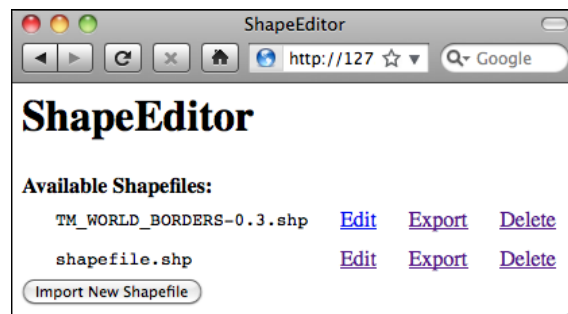 ShapeEditor
http://127
Google
ShapeEditor
Available Shapefiles:
TM_WORLD_BORDERS-0.3.shp Edit Export Delete
shapefile.shp Edit Export Delete
Import New Shapefile